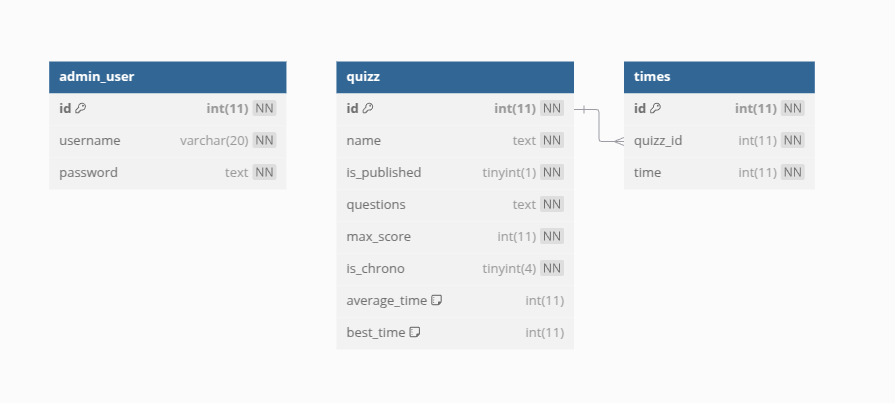 admin_user
id int(11) NN
username varchar(20) NN
password text NN
quizz
id int(11) NN
name text NN
is_published tinyint(1) NN
questions text NN
max_score int(11) NN
is_chrono tinyint(4) NN
average_time int(11)
best_time int(11)
times
id int(11) NN
quizz_id int(11) NN
time int(11) NN